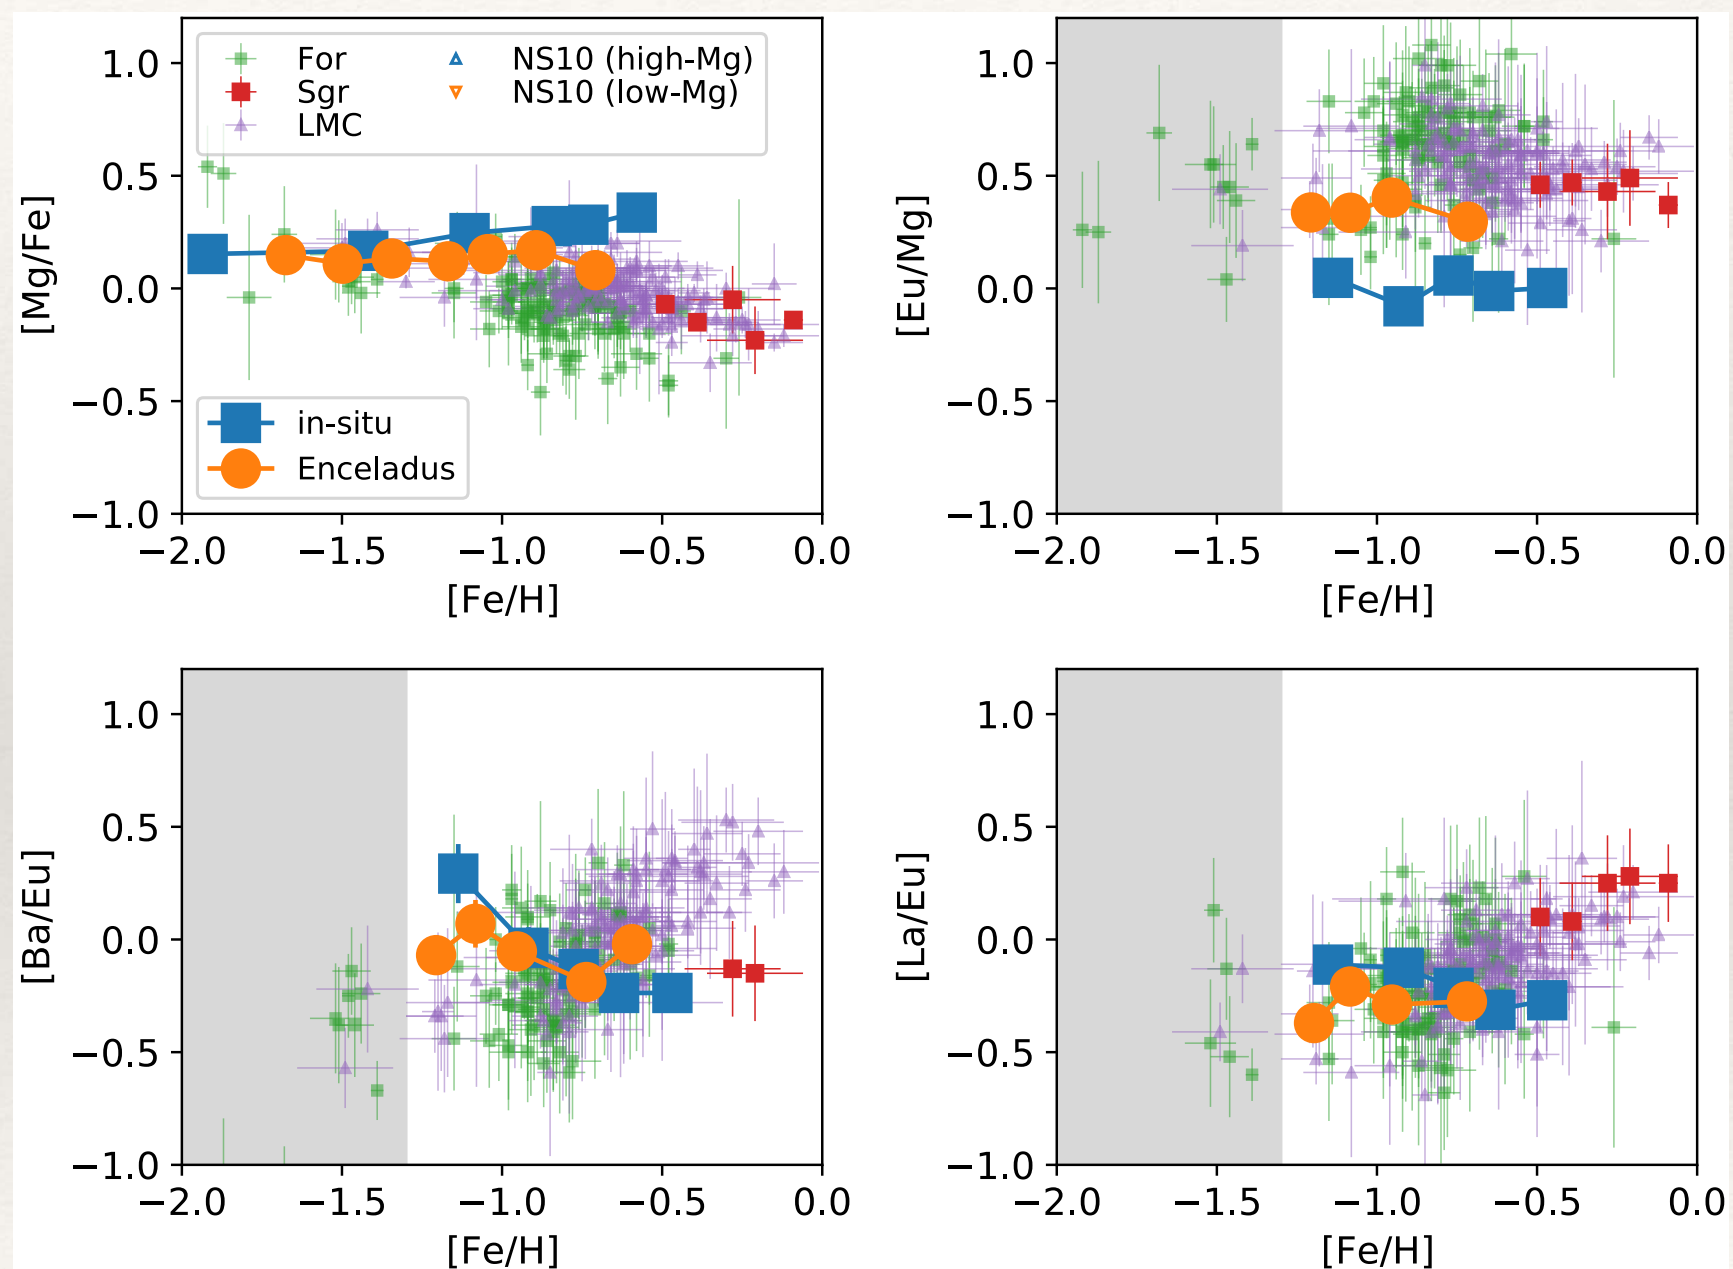 For
Sgr
LMC
NS10 (high-Mg)
NS10 (low-Mg)
in-situ
Enceladus
[Mg/Fe]
1.0
0.5
0.0
−0.5
−1.0
−2.0 −1.5 −1.0 −0.5 0.0
[Fe/H]
[Eu/Mg]
1.0
0.5
0.0
−0.5
−1.0
−2.0 −1.5 −1.0 −0.5 0.0
[Fe/H]
[Ba/Eu]
1.0
0.5
0.0
−0.5
−1.0
−2.0 −1.5 −1.0 −0.5 0.0
[Fe/H]
[La/Eu]
1.0
0.5
0.0
−0.5
−1.0
−2.0 −1.5 −1.0 −0.5 0.0
[Fe/H]